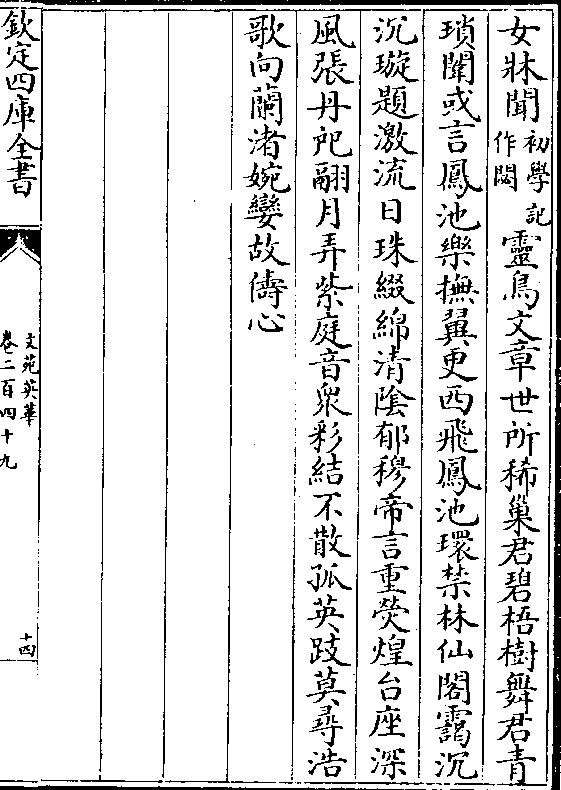 女牀聞初學記作閟靈鳥文章世所稀巢君碧梧樹舞君青
瑣闈或言鳳池樂撫翼更西飛鳳池環禁林仙閣靄沉
沉璇題激流日珠綴綿清陰郁穆帝言重熒煌台座深
風張丹戺翮月弄紫庭音衆彩結不散孤英跂莫尋浩
歌向蘭渚婉孌故儔心
欽定四庫全書
文苑英華
卷二百四十九
十四